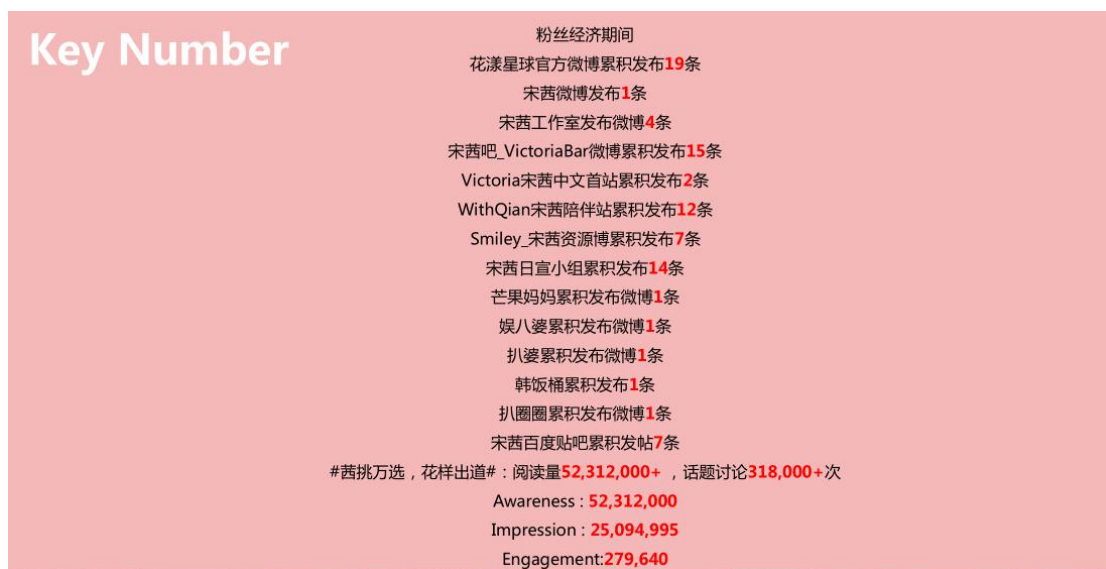 Key Number
粉丝经济期间
花漾星球官方微博累积发布19条
宋茜微博发布1条
宋茜工作室发布微博4条
宋茜吧_VictoriaBar微博累积发布15条
Victoria宋茜中文首站累积发布2条
WithQian宋茜陪伴站累积发布12条
Smiley_宋茜资源博累积发布7条
宋茜日宣小组累积发布14条
芒果妈妈累积发布微博1条
娱八婆累积发布微博1条
扒婆累积发布微博1条
韩饭桶累积发布1条
扒圈圈累积发布微博1条
宋茜百度贴吧累积发帖7条
#茜挑万选，花样出道#：阅读量52,312,000+ ，话题讨论318,000+次
Awareness : 52,312,000
Impression : 25,094,995
Engagement:279,640